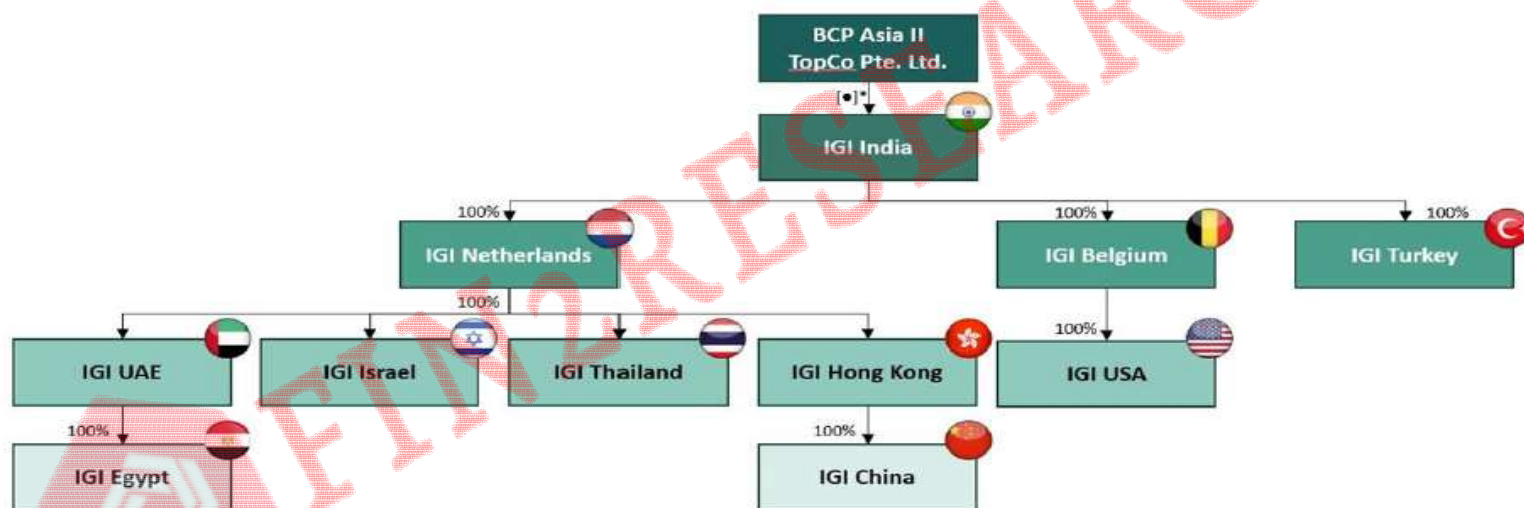 BCP Asia II
TopCo Pte. Ltd.
[●]*
IGI India
100%
100%
100%
IGI Netherlands
IGI Belgium
IGI Turkey
100%
100%
IGI UAE
IGI Israel
IGI Thailand
IGI Hong Kong
IGI USA
100%
100%
IGI Egypt
IGI China
FIN2RESEARC